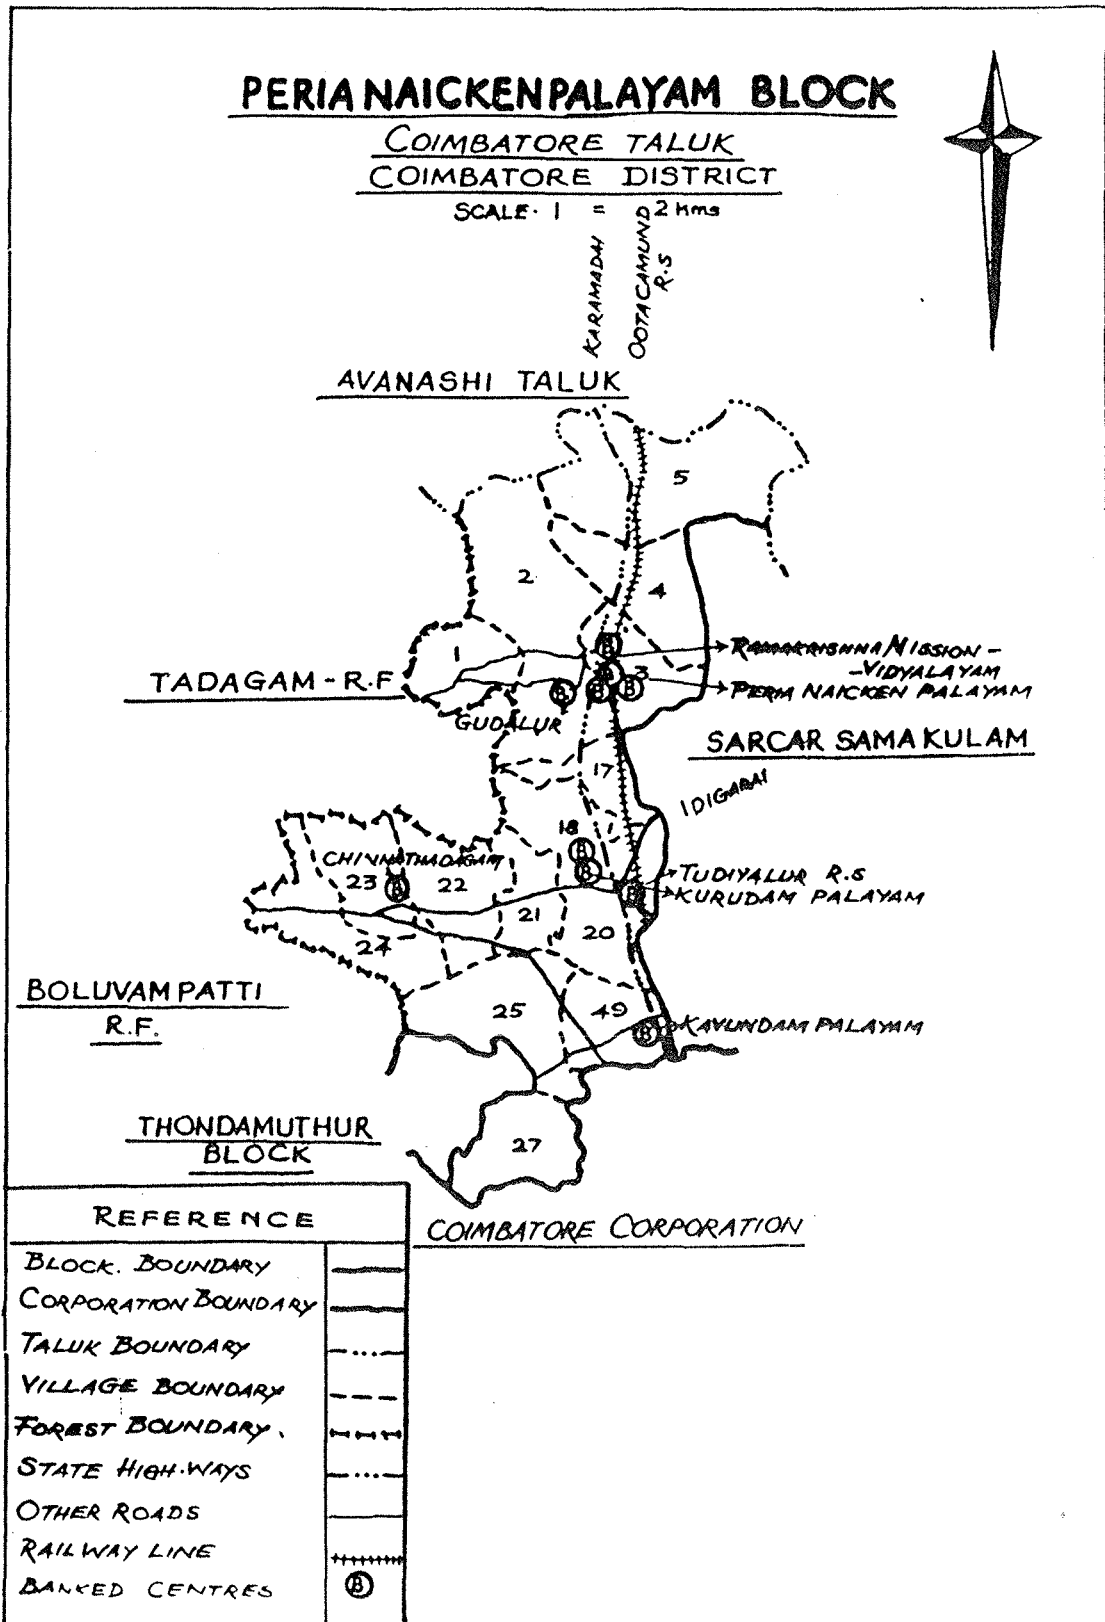 PERIA NAICKENPALAYAM BLOCK
COIMBATORE TALUK
COIMBATORE DISTRICT
SCALE. 1 = 2 Kms
KARAMADAI
OOTACAMUND
R.S
AVANASHI TALUK
5
2
4
1
3
RAMAKRISHNA MISSION -
- VIDYALAYAM
PERIA NAICKEN PALAYAM
TADAGAM - R.F
GUDALUR
SARCAR SAMAKULAM
17
IDIGARAI
18
CHINNATHADAGAM
23
22
TUDIYALUR R.S
KURUDAM PALAYAM
21
20
24
BOLUVAMPATTI
R.F.
25
49
KAVUNDAM PALAYAM
THONDAMUTHUR
BLOCK
27
COIMBATORE CORPORATION
REFERENCE
BLOCK. BOUNDARY
CORPORATION BOUNDARY
TALUK BOUNDARY
VILLAGE BOUNDARY
FOREST BOUNDARY.
STATE HIGH-WAYS
OTHER ROADS
RAILWAY LINE
BANKED CENTRES B